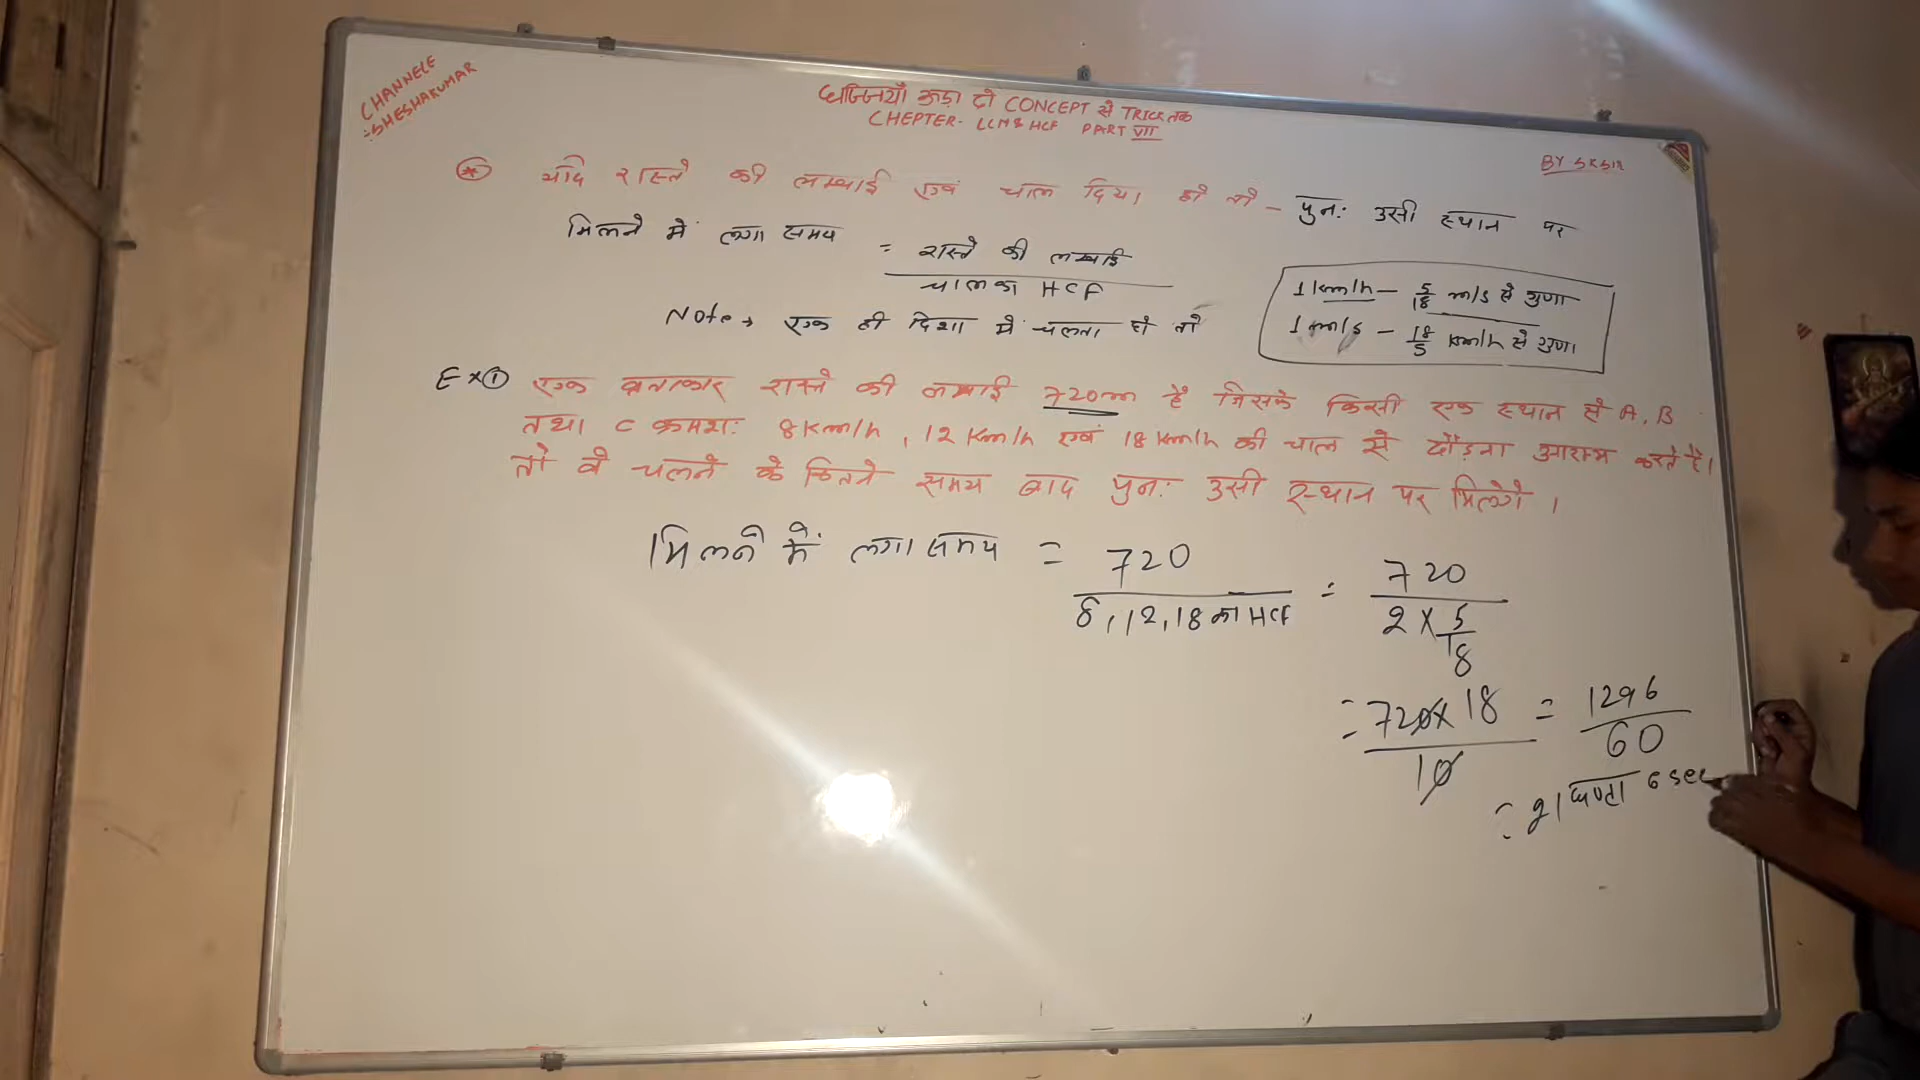 CHANNELE
:-SHESHAKUMAR
धज्जियाँ उड़ा दो CONCEPT से TRICK तक
CHEPTER- LCM & HCF PART VII
BY SKSIR
* यदि रास्ते की लम्बाई एवं चाल दिया हो तो - पुन: उसी स्थान पर
मिलने में लगा समय = रास्ते की लम्बाई
चाल का HCF
Note → एक ही दिशा में चलता हो तो
1 km/h - 5/18 m/s से गुणा
1 m/s - 18/5 km/h से गुणा
Ex ① एक वृताकार रास्ते की लम्बाई 720m है जिसके किसी एक स्थान से A, B
तथा C क्रमश: 8 km/h, 12 km/h एवं 18 km/h की चाल से दौड़ना आरम्भ करते है।
तो वे चलने के कितने समय बाद पुन: उसी स्थान पर मिलेंगे।
मिलने में लगा समय = 720 / 8, 12, 18 का HCF = 720 / 2 × 5/18
= 720 × 18 / 10 = 1296 / 60
= 21 घण्टा 6 sec